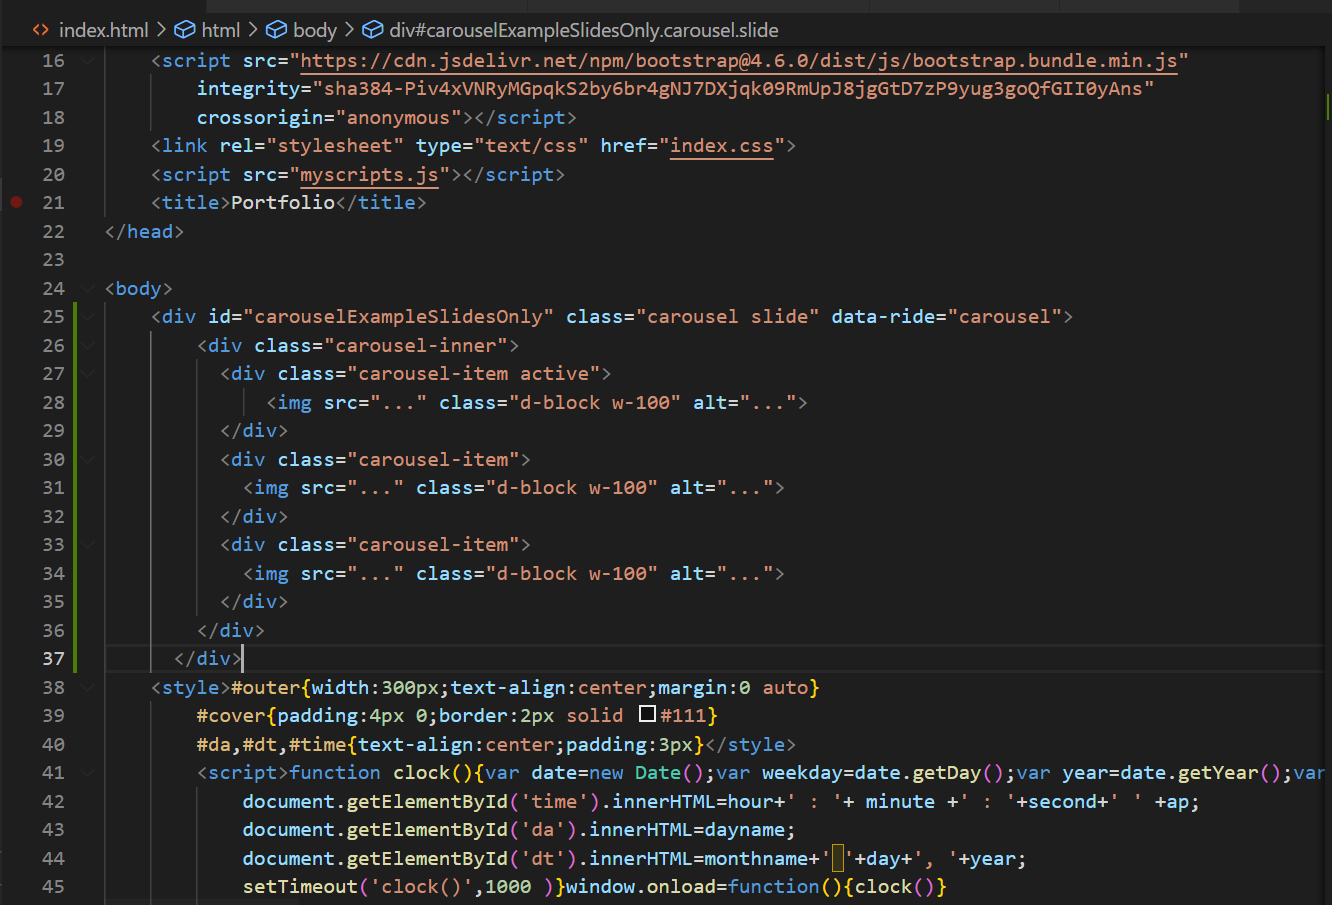 index.html > html > body > div#carouselExampleSlidesOnly.carousel.slide
16 <script src="https://cdn.jsdelivr.net/npm/bootstrap@4.6.0/dist/js/bootstrap.bundle.min.js"
17 integrity="sha384-Piv4xVNRyMGpqkS2by6br4gNJ7DXjqk09RmUpJ8jgGtD7zP9yug3goQfGII0yAns"
18 crossorigin="anonymous"></script>
19 <link rel="stylesheet" type="text/css" href="index.css">
20 <script src="myscripts.js"></script>
21 <title>Portfolio</title>
22 </head>
23
24 <body>
25 <div id="carouselExampleSlidesOnly" class="carousel slide" data-ride="carousel">
26 <div class="carousel-inner">
27 <div class="carousel-item active">
28 <img src="..." class="d-block w-100" alt="...">
29 </div>
30 <div class="carousel-item">
31 <img src="..." class="d-block w-100" alt="...">
32 </div>
33 <div class="carousel-item">
34 <img src="..." class="d-block w-100" alt="...">
35 </div>
36 </div>
37 </div>
38 <style>#outer{width:300px;text-align:center;margin:0 auto}
39 #cover{padding:4px 0;border:2px solid #111}
40 #da,#dt,#time{text-align:center;padding:3px}</style>
41 <script>function clock(){var date=new Date();var weekday=date.getDay();var year=date.getYear();var
42 document.getElementById('time').innerHTML=hour+' : '+ minute +' : '+second+' ' +ap;
43 document.getElementById('da').innerHTML=dayname;
44 document.getElementById('dt').innerHTML=monthname+' '+day+', '+year;
45 setTimeout('clock()',1000 )}window.onload=function(){clock()}